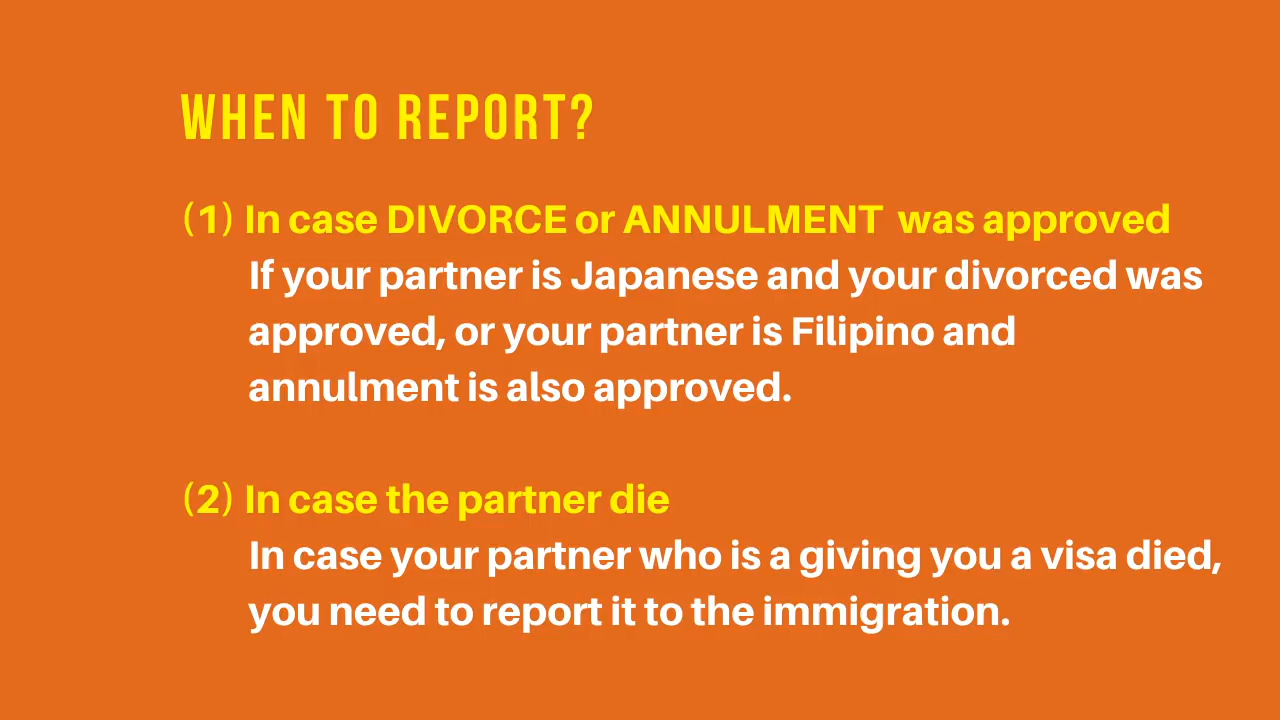 WHEN TO REPORT?
(1) In case DIVORCE or ANNULMENT was approved
If your partner is Japanese and your divorced was
approved, or your partner is Filipino and
annulment is also approved.
(2) In case the partner die
In case your partner who is a giving you a visa died,
you need to report it to the immigration.